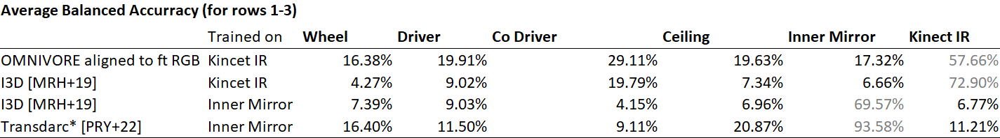 Average Balanced Accurracy (for rows 1-3)
Trained on Wheel Driver Co Driver Ceiling Inner Mirror Kinect IR
OMNIVORE aligned to ft RGB Kincet IR 16.38% 19.91% 29.11% 19.63% 17.32% 57.66%
I3D [MRH+19] Kincet IR 4.27% 9.02% 19.79% 7.34% 6.66% 72.90%
I3D [MRH+19] Inner Mirror 7.39% 9.03% 4.15% 6.96% 69.57% 6.77%
Transdarc* [PRY+22] Inner Mirror 16.40% 11.50% 9.11% 20.87% 93.58% 11.21%